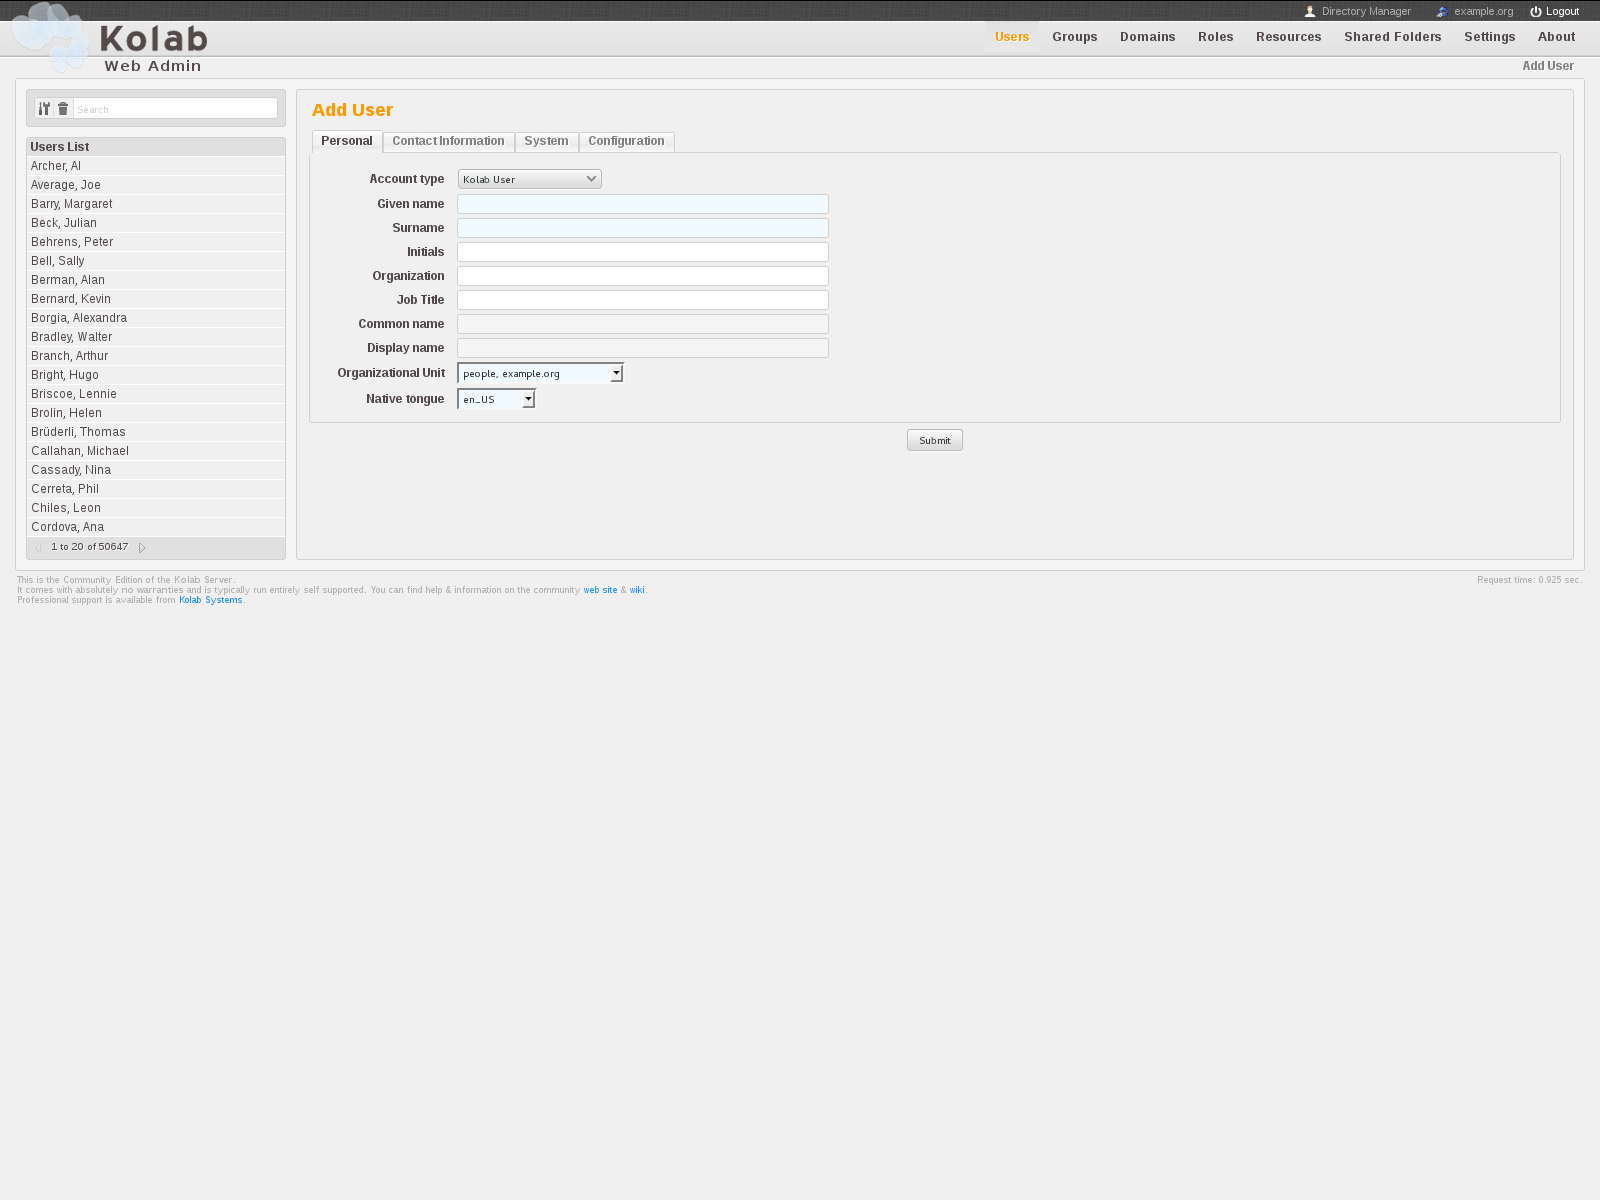 Directory Manager example.org Logout
Kolab
Web Admin
Users Groups Domains Roles Resources Shared Folders Settings About
Add User
Search
Users List
Archer, Al
Average, Joe
Barry, Margaret
Beck, Julian
Behrens, Peter
Bell, Sally
Berman, Alan
Bernard, Kevin
Borgia, Alexandra
Bradley, Walter
Branch, Arthur
Bright, Hugo
Briscoe, Lennie
Brolin, Helen
Brüderli, Thomas
Callahan, Michael
Cassady, Nina
Cerreta, Phil
Chiles, Leon
Cordova, Ana
1 to 20 of 50647
Add User
Personal Contact Information System Configuration
Account type Kolab User
Given name
Surname
Initials
Organization
Job Title
Common name
Display name
Organizational Unit people, example.org
Native tongue en_US
Submit
This is the Community Edition of the Kolab Server.
It comes with absolutely no warranties and is typically run entirely self supported. You can find help & information on the community web site & wiki.
Professional support is available from Kolab Systems.
Request time: 0.925 sec.